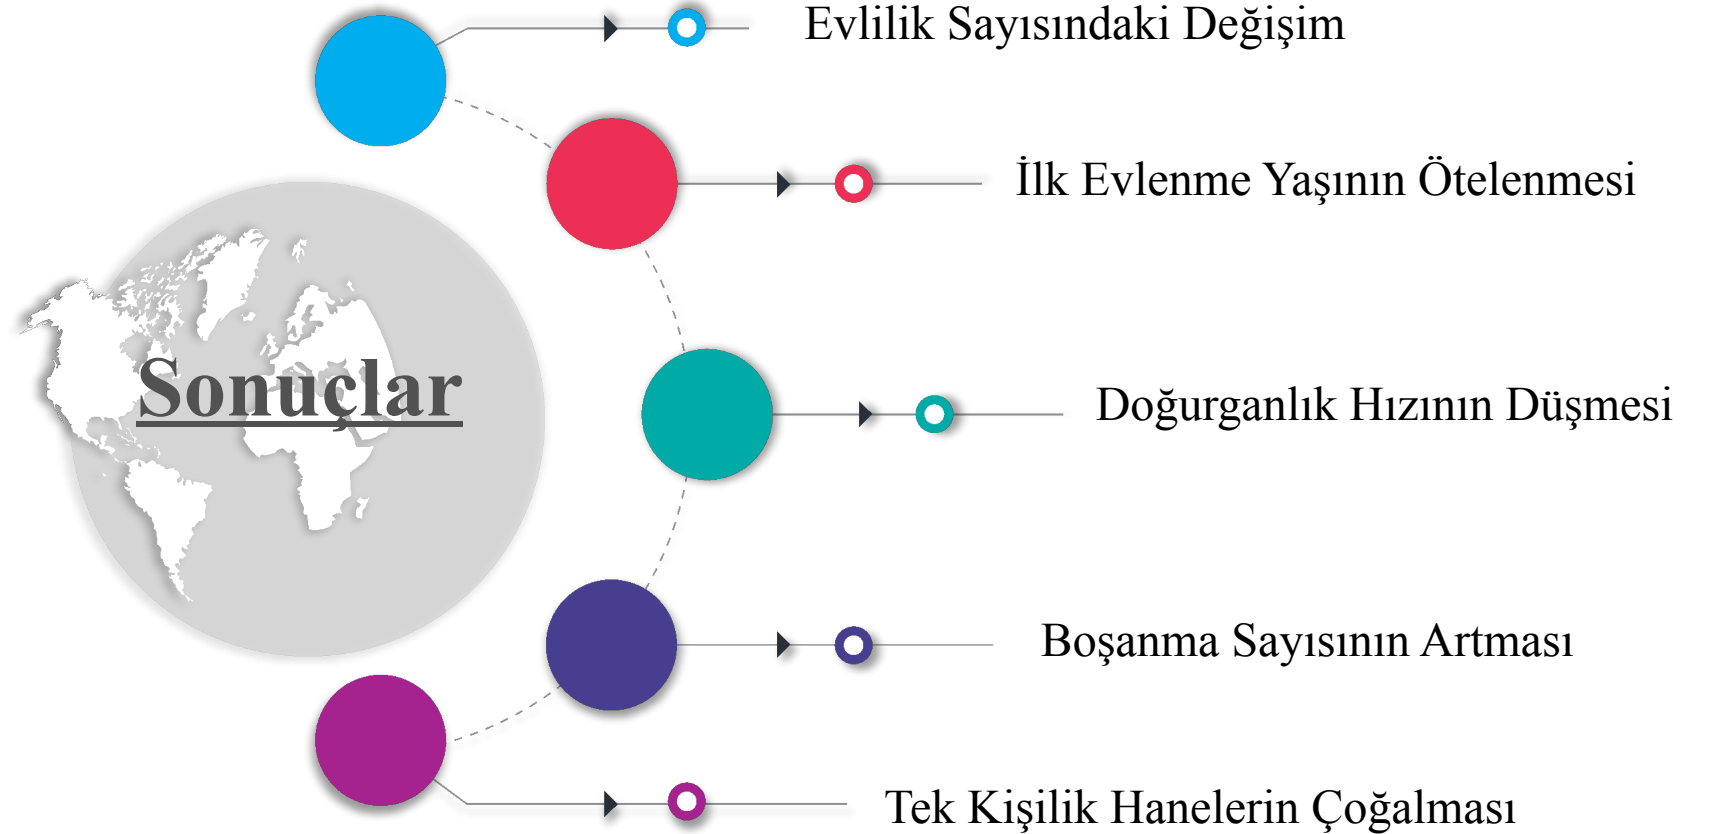 Evlilik Sayısındaki Değişim
İlk Evlenme Yaşının Ötelenmesi
Sonuçlar
Doğurganlık Hızının Düşmesi
Boşanma Sayısının Artması
Tek Kişilik Hanelerin Çoğalması